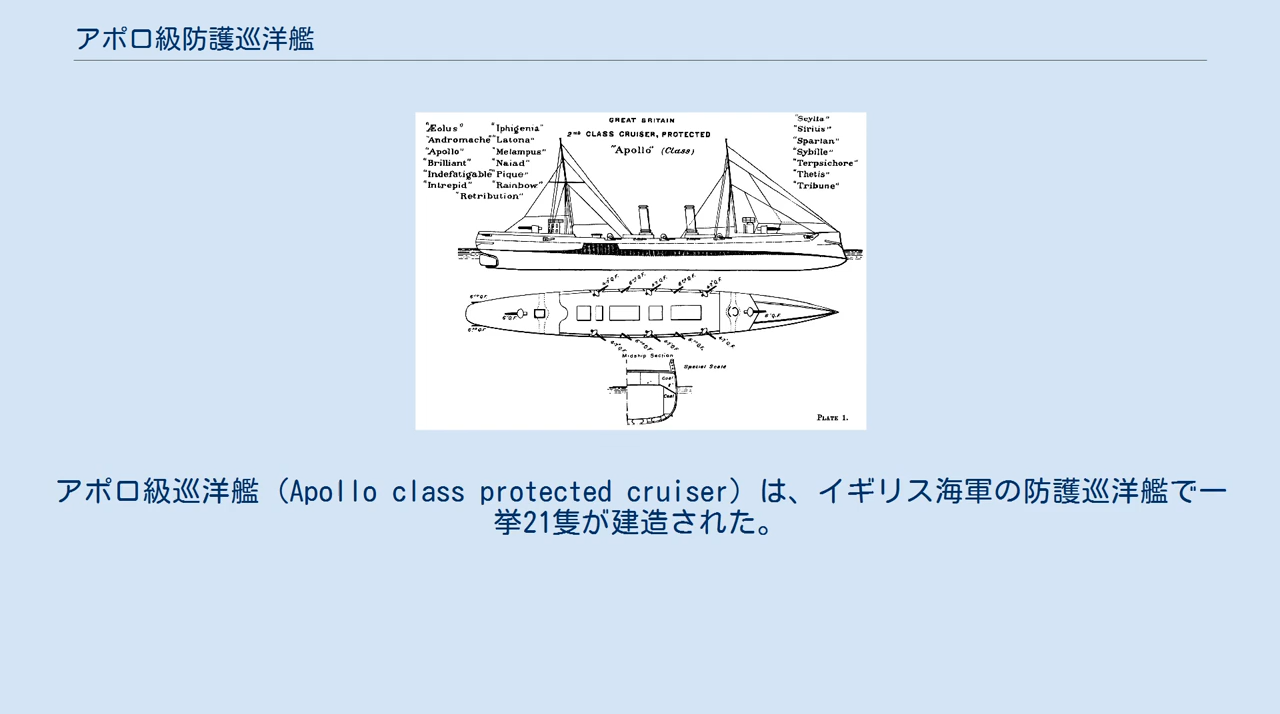 アポロ級防護巡洋艦
GREAT BRITAIN
2ND CLASS CRUISER, PROTECTED
"Apollo" (Class)
"Æolus" "Iphigenia"
"Andromache" "Latona"
"Apollo" "Melampus"
"Brilliant" "Naiad"
"Indefatigable" "Pique"
"Intrepid" "Rainbow"
"Retribution"
"Scylla"
"Sirius"
"Spartan"
"Sybille"
"Terpsichore"
"Thetis"
"Tribune"
Midship Section
Special Scale
Coal
Coal
PLATE 1.
アポロ級巡洋艦（Apollo class protected cruiser）は、イギリス海軍の防護巡洋艦で一
挙21隻が建造された。